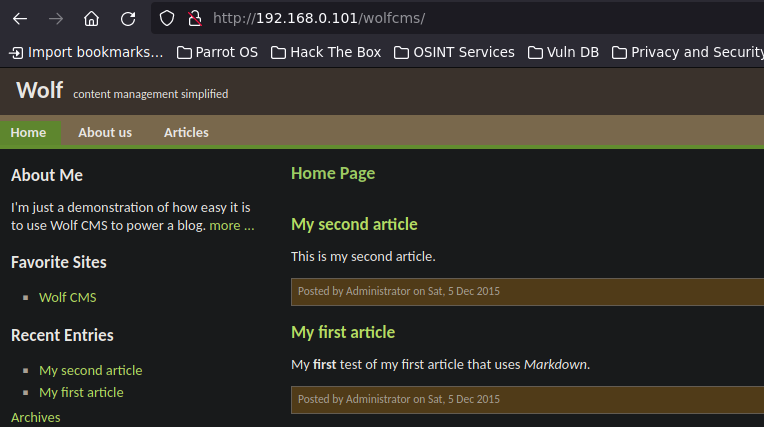 http://192.168.0.101/wolfcms/
Import bookmarks... Parrot OS Hack The Box OSINT Services Vuln DB Privacy and Security
Wolf content management simplified
Home About us Articles
About Me
I'm just a demonstration of how easy it is
to use Wolf CMS to power a blog. more ...
Favorite Sites
Wolf CMS
Recent Entries
My second article
My first article
Archives
Home Page
My second article
This is my second article.
Posted by Administrator on Sat, 5 Dec 2015
My first article
My first test of my first article that uses Markdown.
Posted by Administrator on Sat, 5 Dec 2015